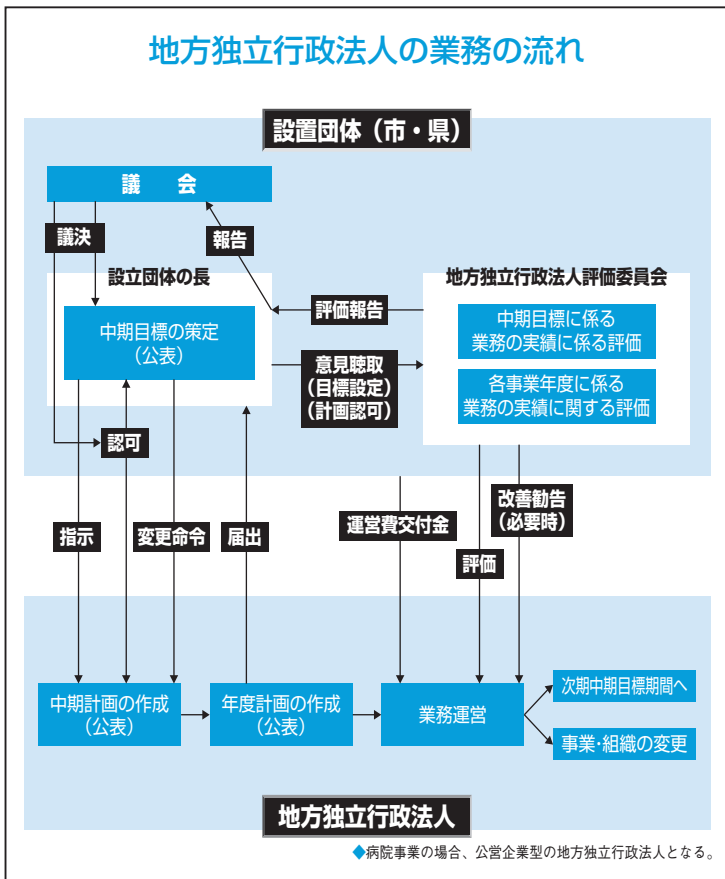 地方独立行政法人の業務の流れ
設置団体（市・県）
議　会
議決
報告
設立団体の長
地方独立行政法人評価委員会
中期目標の策定
（公表）
評価報告
意見聴取
（目標設定）
（計画認可）
中期目標に係る
業務の実績に係る評価
各事業年度に係る
業務の実績に関する評価
認可
指示
変更命令
届出
運営費交付金
評価
改善勧告
（必要時）
中期計画の作成
（公表）
年度計画の作成
（公表）
業務運営
次期中期目標期間へ
事業・組織の変更
地方独立行政法人
◆病院事業の場合、公営企業型の地方独立行政法人となる。